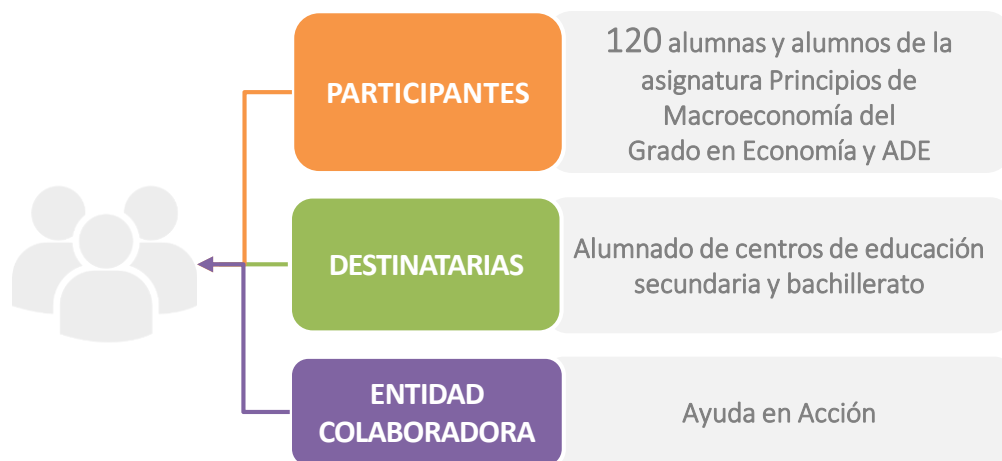 PARTICIPANTES
120 alumnas y alumnos de la
asignatura Principios de
Macroeconomía del
Grado en Economía y ADE
DESTINATARIAS
Alumnado de centros de educación
secundaria y bachillerato
ENTIDAD
COLABORADORA
Ayuda en Acción